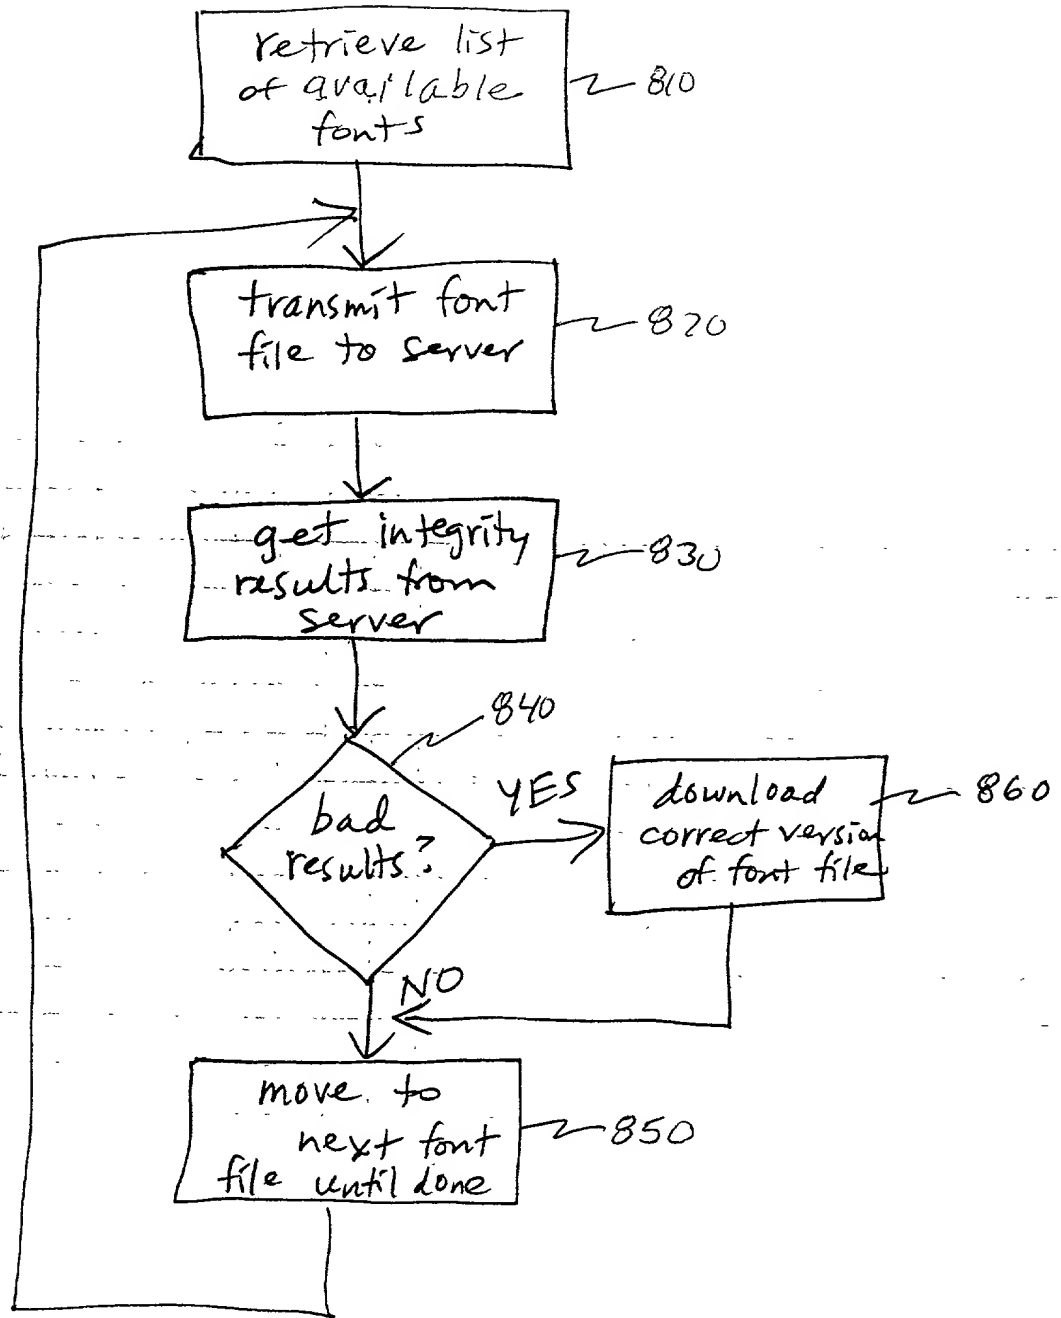 retrieve list
of available
fonts
810
transmit font
file to server
820
get integrity
results from
server
830
840
bad
results?
YES
download
correct version
of font file
860
NO
move to
next font
file until done
850